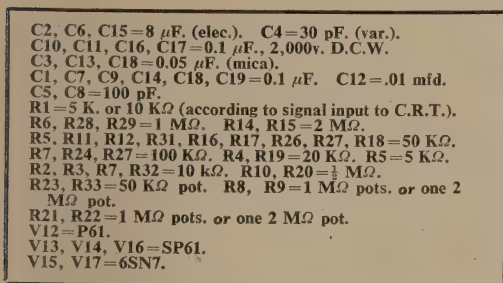 C2, C6, C15=8 μF. (elec.). C4=30 pF. (var.).
C10, C11, C16, C17=0.1 μF., 2,000v. D.C.W.
C3, C13, C18=0.05 μF. (mica).
C1, C7, C9, C14, C18, C19=0.1 μF. C12=.01 mfd.
C5, C8=100 pF.
R1=5 K. or 10 KΩ (according to signal input to C.R.T.).
R6, R28, R29=1 MΩ. R14, R15=2 MΩ.
R5. R11, R12, R31, R16, R17, R26, R27, R18=50 KΩ.
R7, R24, R27=100 KΩ. R4, R19=20 KΩ. R5=5 KΩ.
R2, R3, R7, R32=10 kΩ. R10, R20=½ MΩ.
R23, R33=50 KΩ pot. R8, R9=1 MΩ pots. or one 2
MΩ pot.
R21, R22=1 MΩ pots. or one 2 MΩ pot.
V12=P61.
V13, V14, V16=SP61.
V15, V17=6SN7.